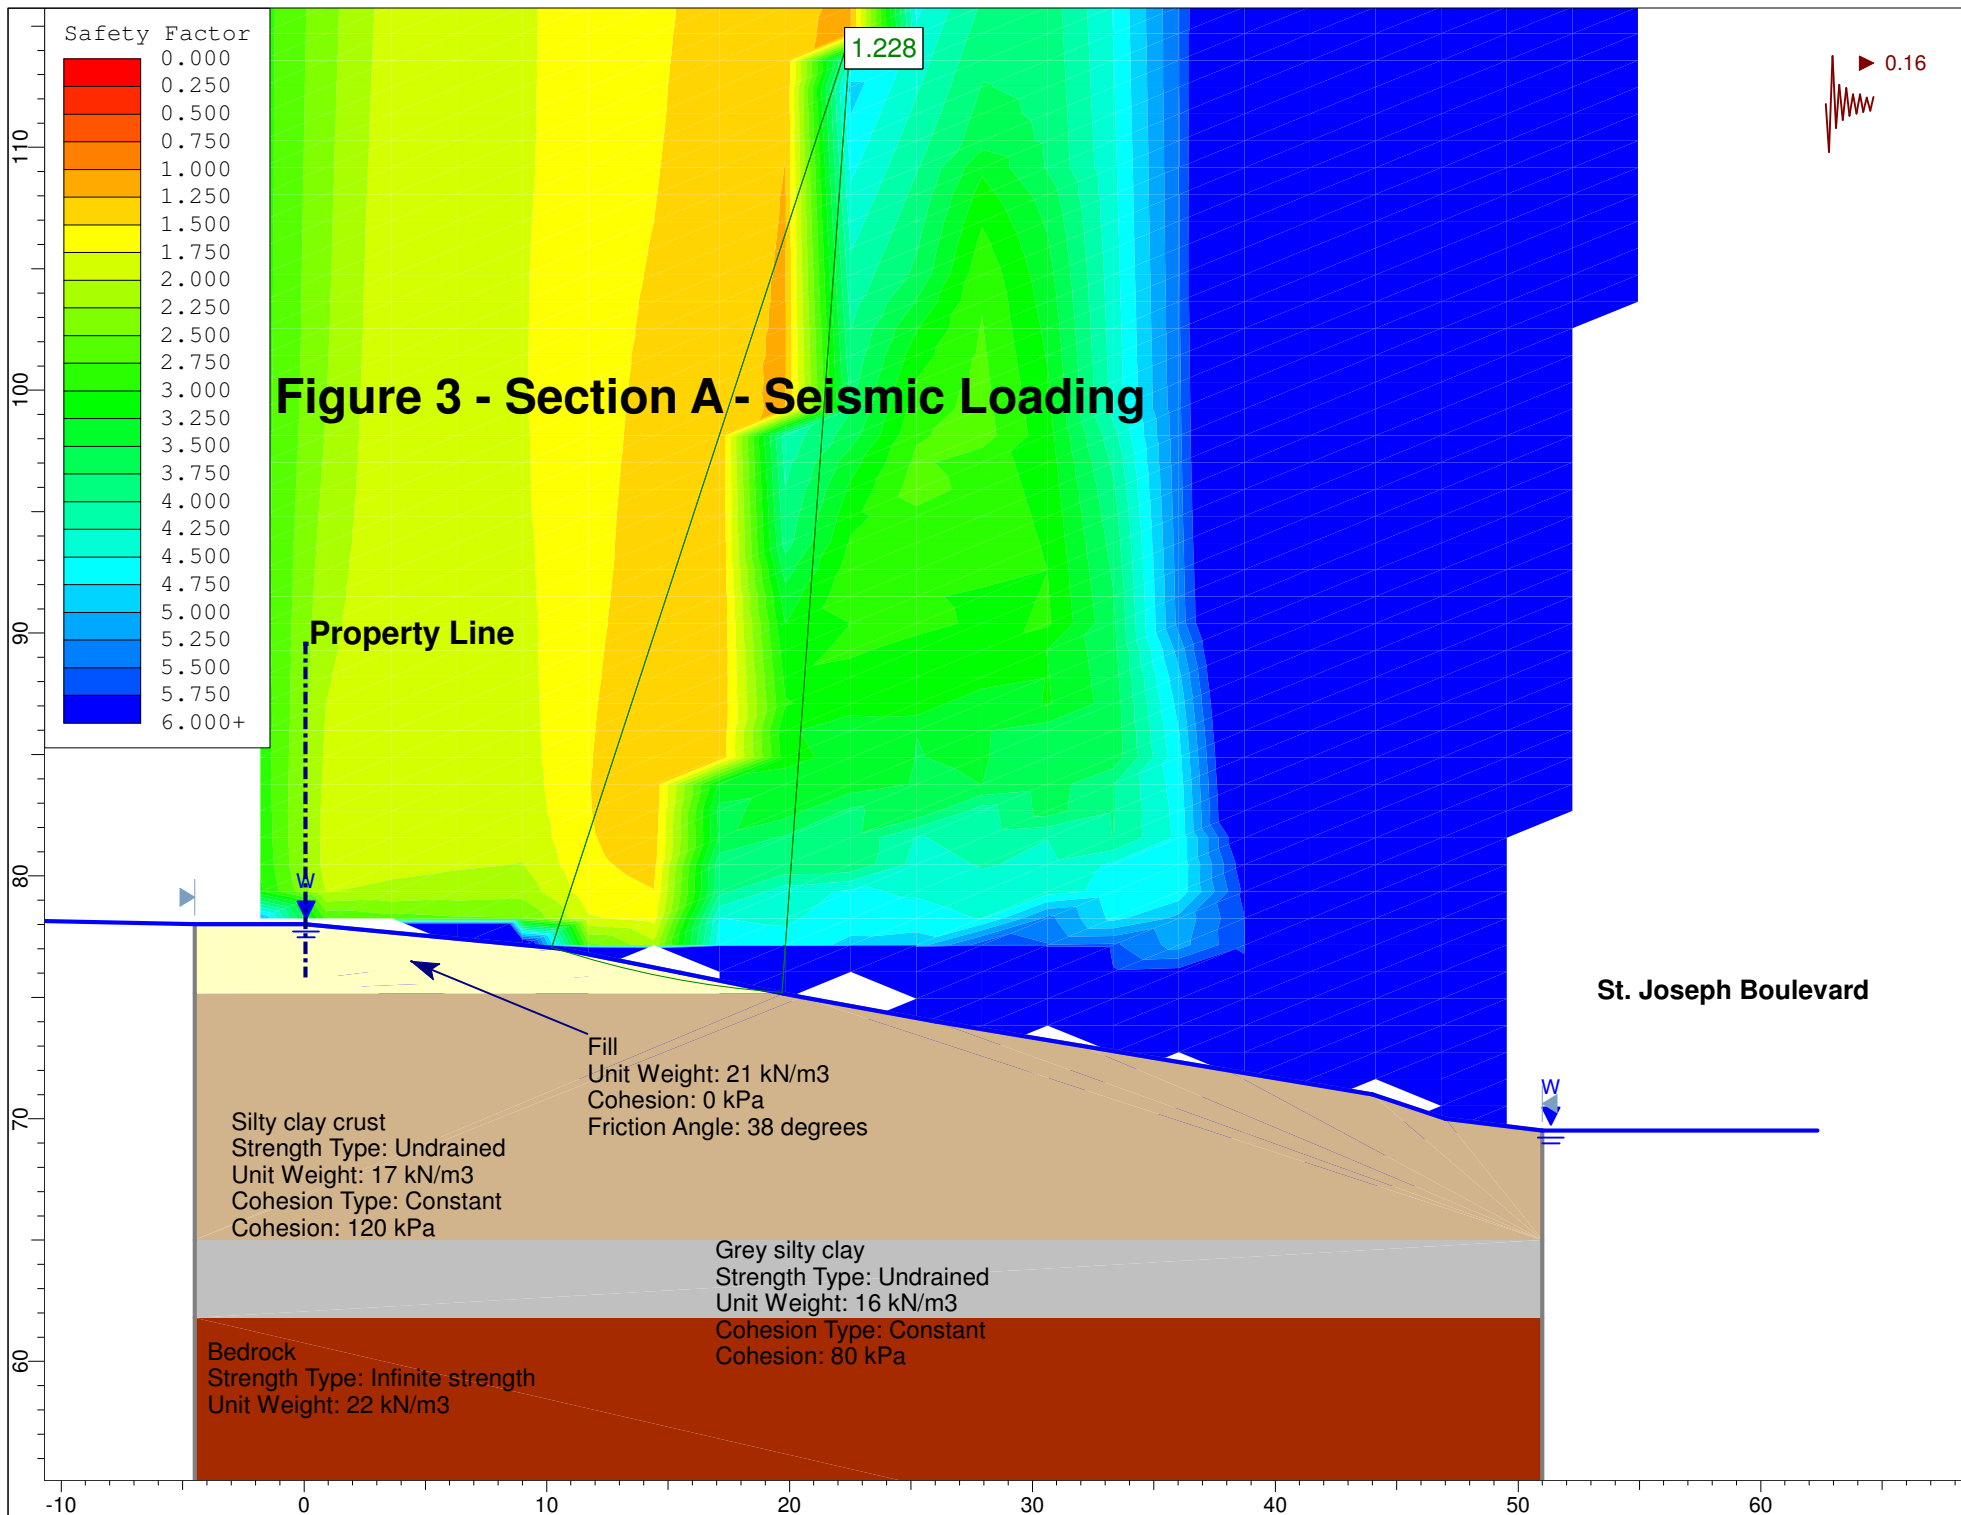 Safety Factor
0.000
0.250
0.500
0.750
1.000
1.250
1.500
1.750
2.000
2.250
2.500
2.750
3.000
3.250
3.500
3.750
4.000
4.250
4.500
4.750
5.000
5.250
5.500
5.750
6.000+
1.228
0.16
Figure 3 - Section A - Seismic Loading
Property Line
W
St. Joseph Boulevard
W
Fill
Unit Weight: 21 kN/m3
Cohesion: 0 kPa
Friction Angle: 38 degrees
Silty clay crust
Strength Type: Undrained
Unit Weight: 17 kN/m3
Cohesion Type: Constant
Cohesion: 120 kPa
Grey silty clay
Strength Type: Undrained
Unit Weight: 16 kN/m3
Cohesion Type: Constant
Cohesion: 80 kPa
Bedrock
Strength Type: Infinite strength
Unit Weight: 22 kN/m3
110
100
90
80
70
60
-10 0 10 20 30 40 50 60